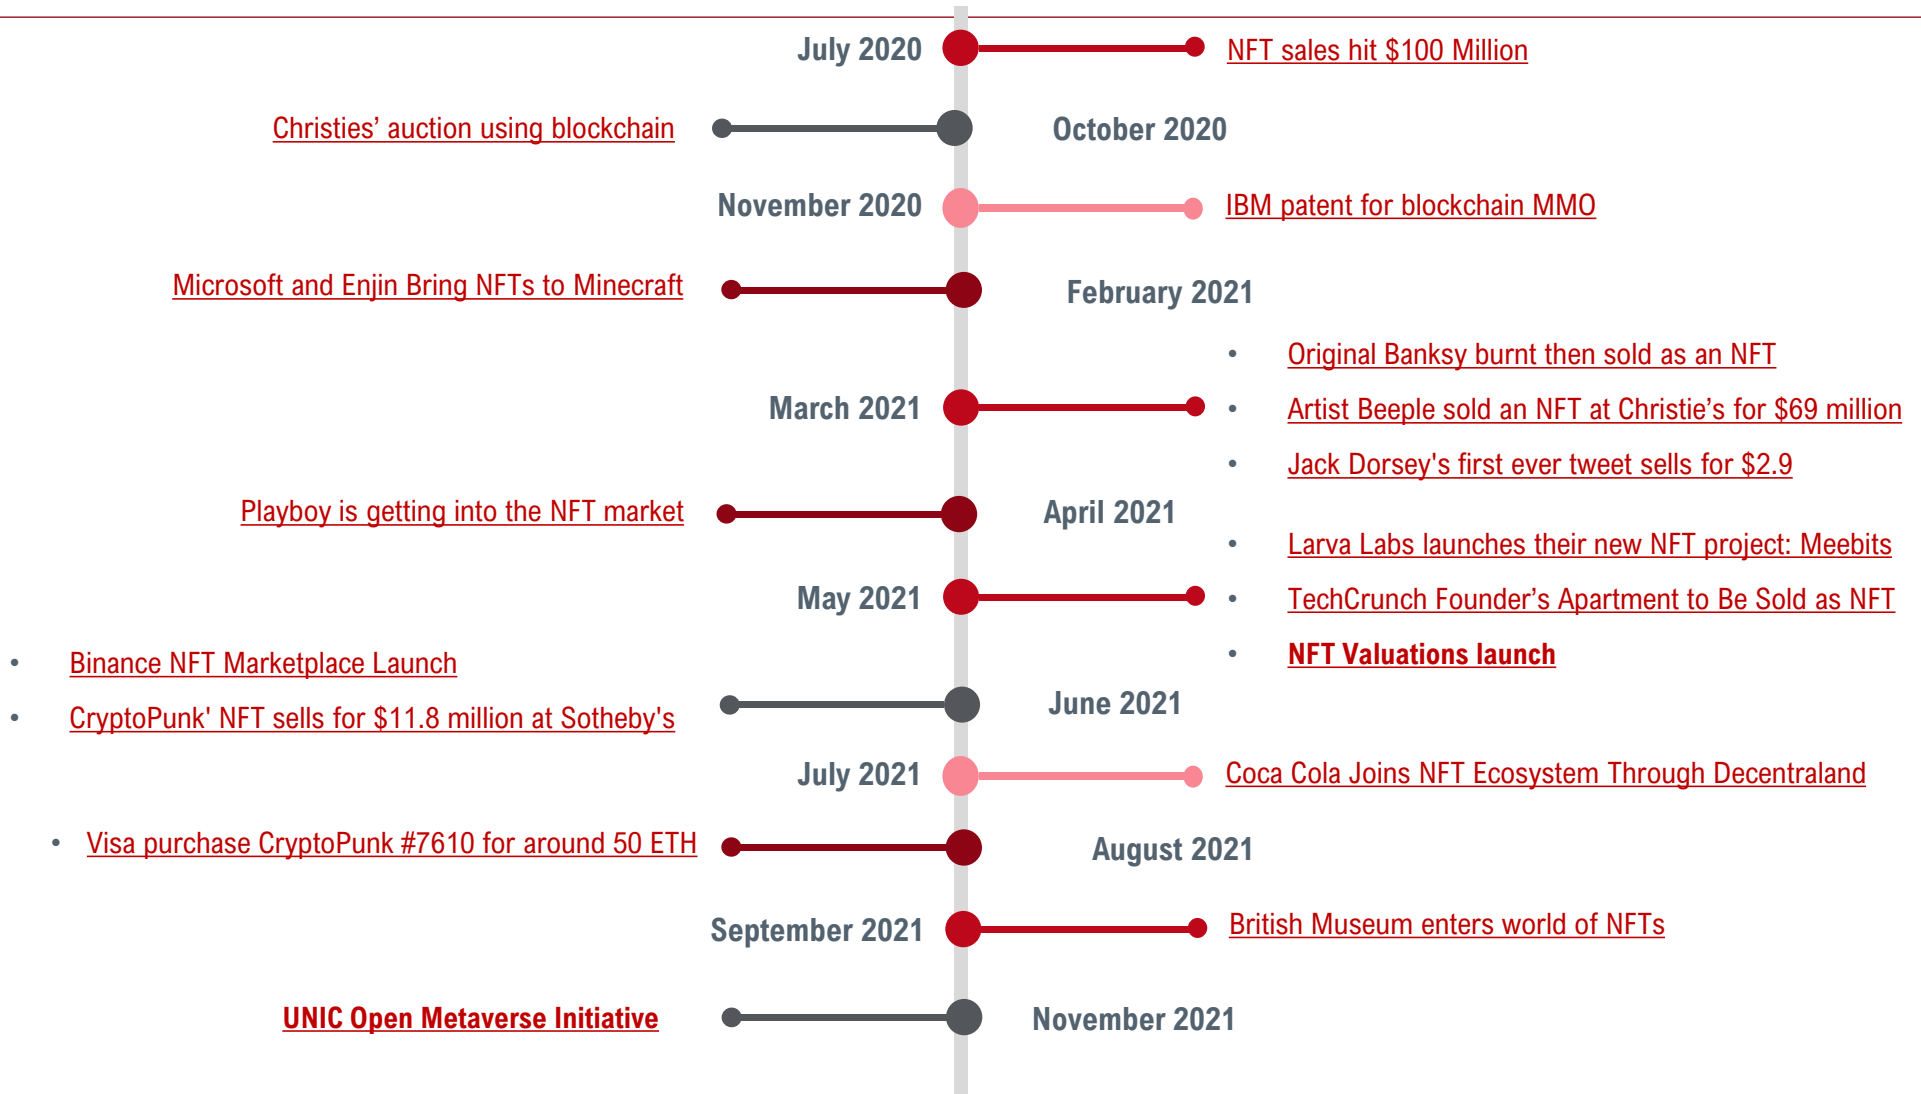 July 2020
NFT sales hit $100 Million
Christies’ auction using blockchain
October 2020
November 2020
IBM patent for blockchain MMO
Microsoft and Enjin Bring NFTs to Minecraft
February 2021
March 2021
• Original Banksy burnt then sold as an NFT
• Artist Beeple sold an NFT at Christie’s for $69 million
• Jack Dorsey's first ever tweet sells for $2.9
Playboy is getting into the NFT market
April 2021
May 2021
• Larva Labs launches their new NFT project: Meebits
• TechCrunch Founder’s Apartment to Be Sold as NFT
• NFT Valuations launch
• Binance NFT Marketplace Launch
• CryptoPunk' NFT sells for $11.8 million at Sotheby's
June 2021
July 2021
Coca Cola Joins NFT Ecosystem Through Decentraland
• Visa purchase CryptoPunk #7610 for around 50 ETH
August 2021
September 2021
British Museum enters world of NFTs
UNIC Open Metaverse Initiative
November 2021